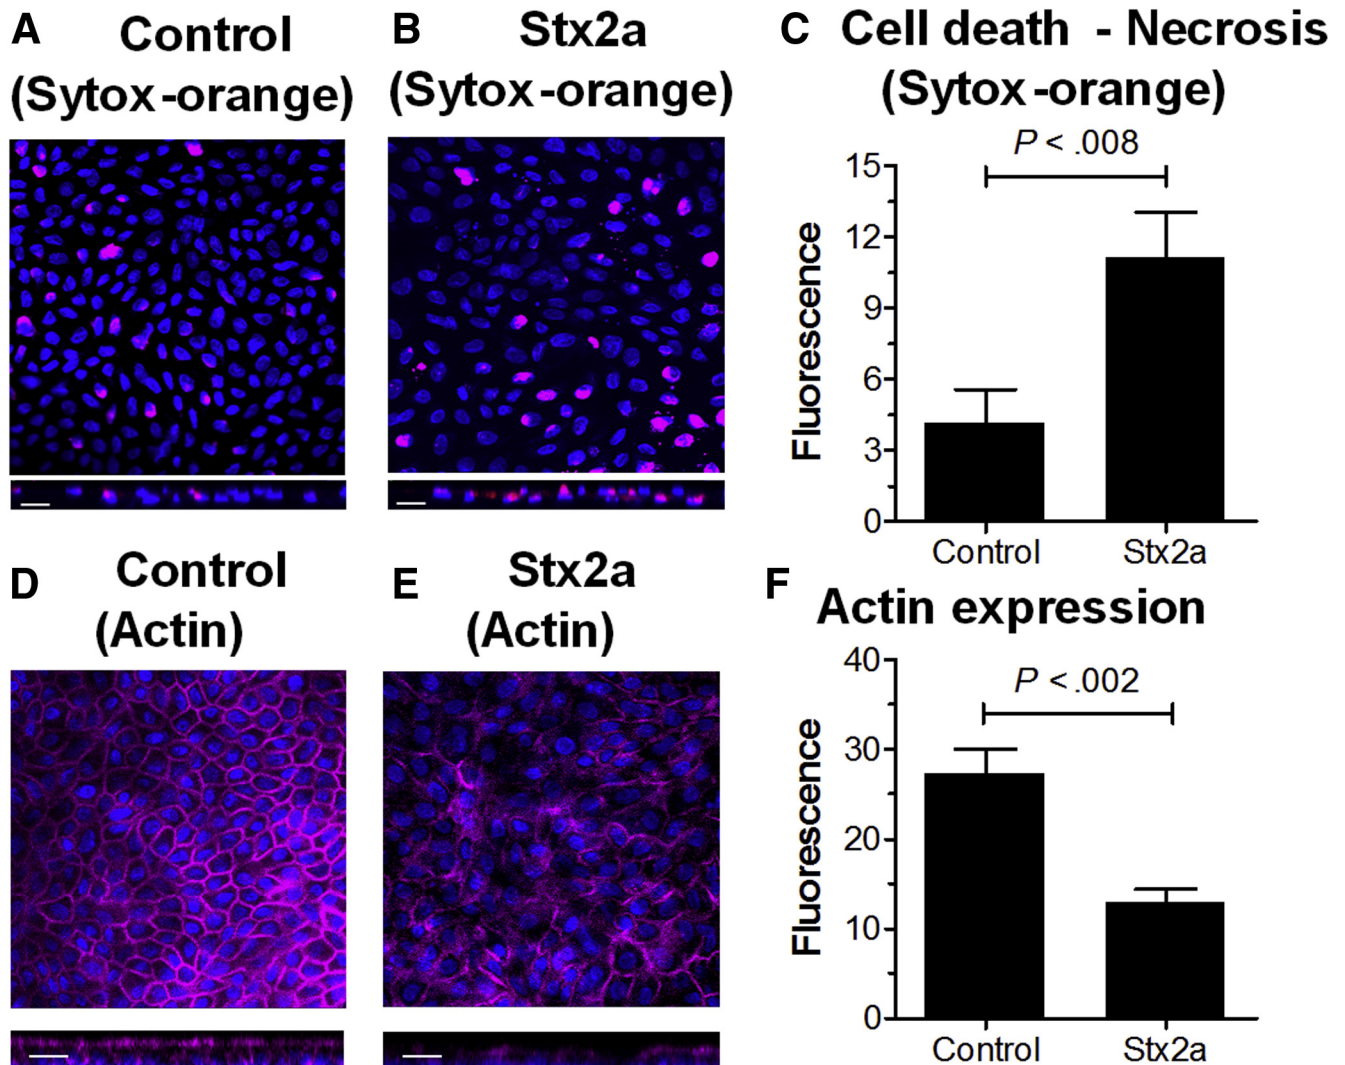 A Control
(Sytox-orange)
B Stx2a
(Sytox-orange)
C Cell death - Necrosis
(Sytox-orange)
P < .008
15
12
9
6
3
0
Fluorescence
Control Stx2a
D Control
(Actin)
E Stx2a
(Actin)
F Actin expression
P < .002
40
30
20
10
0
Fluorescence
Control Stx2a